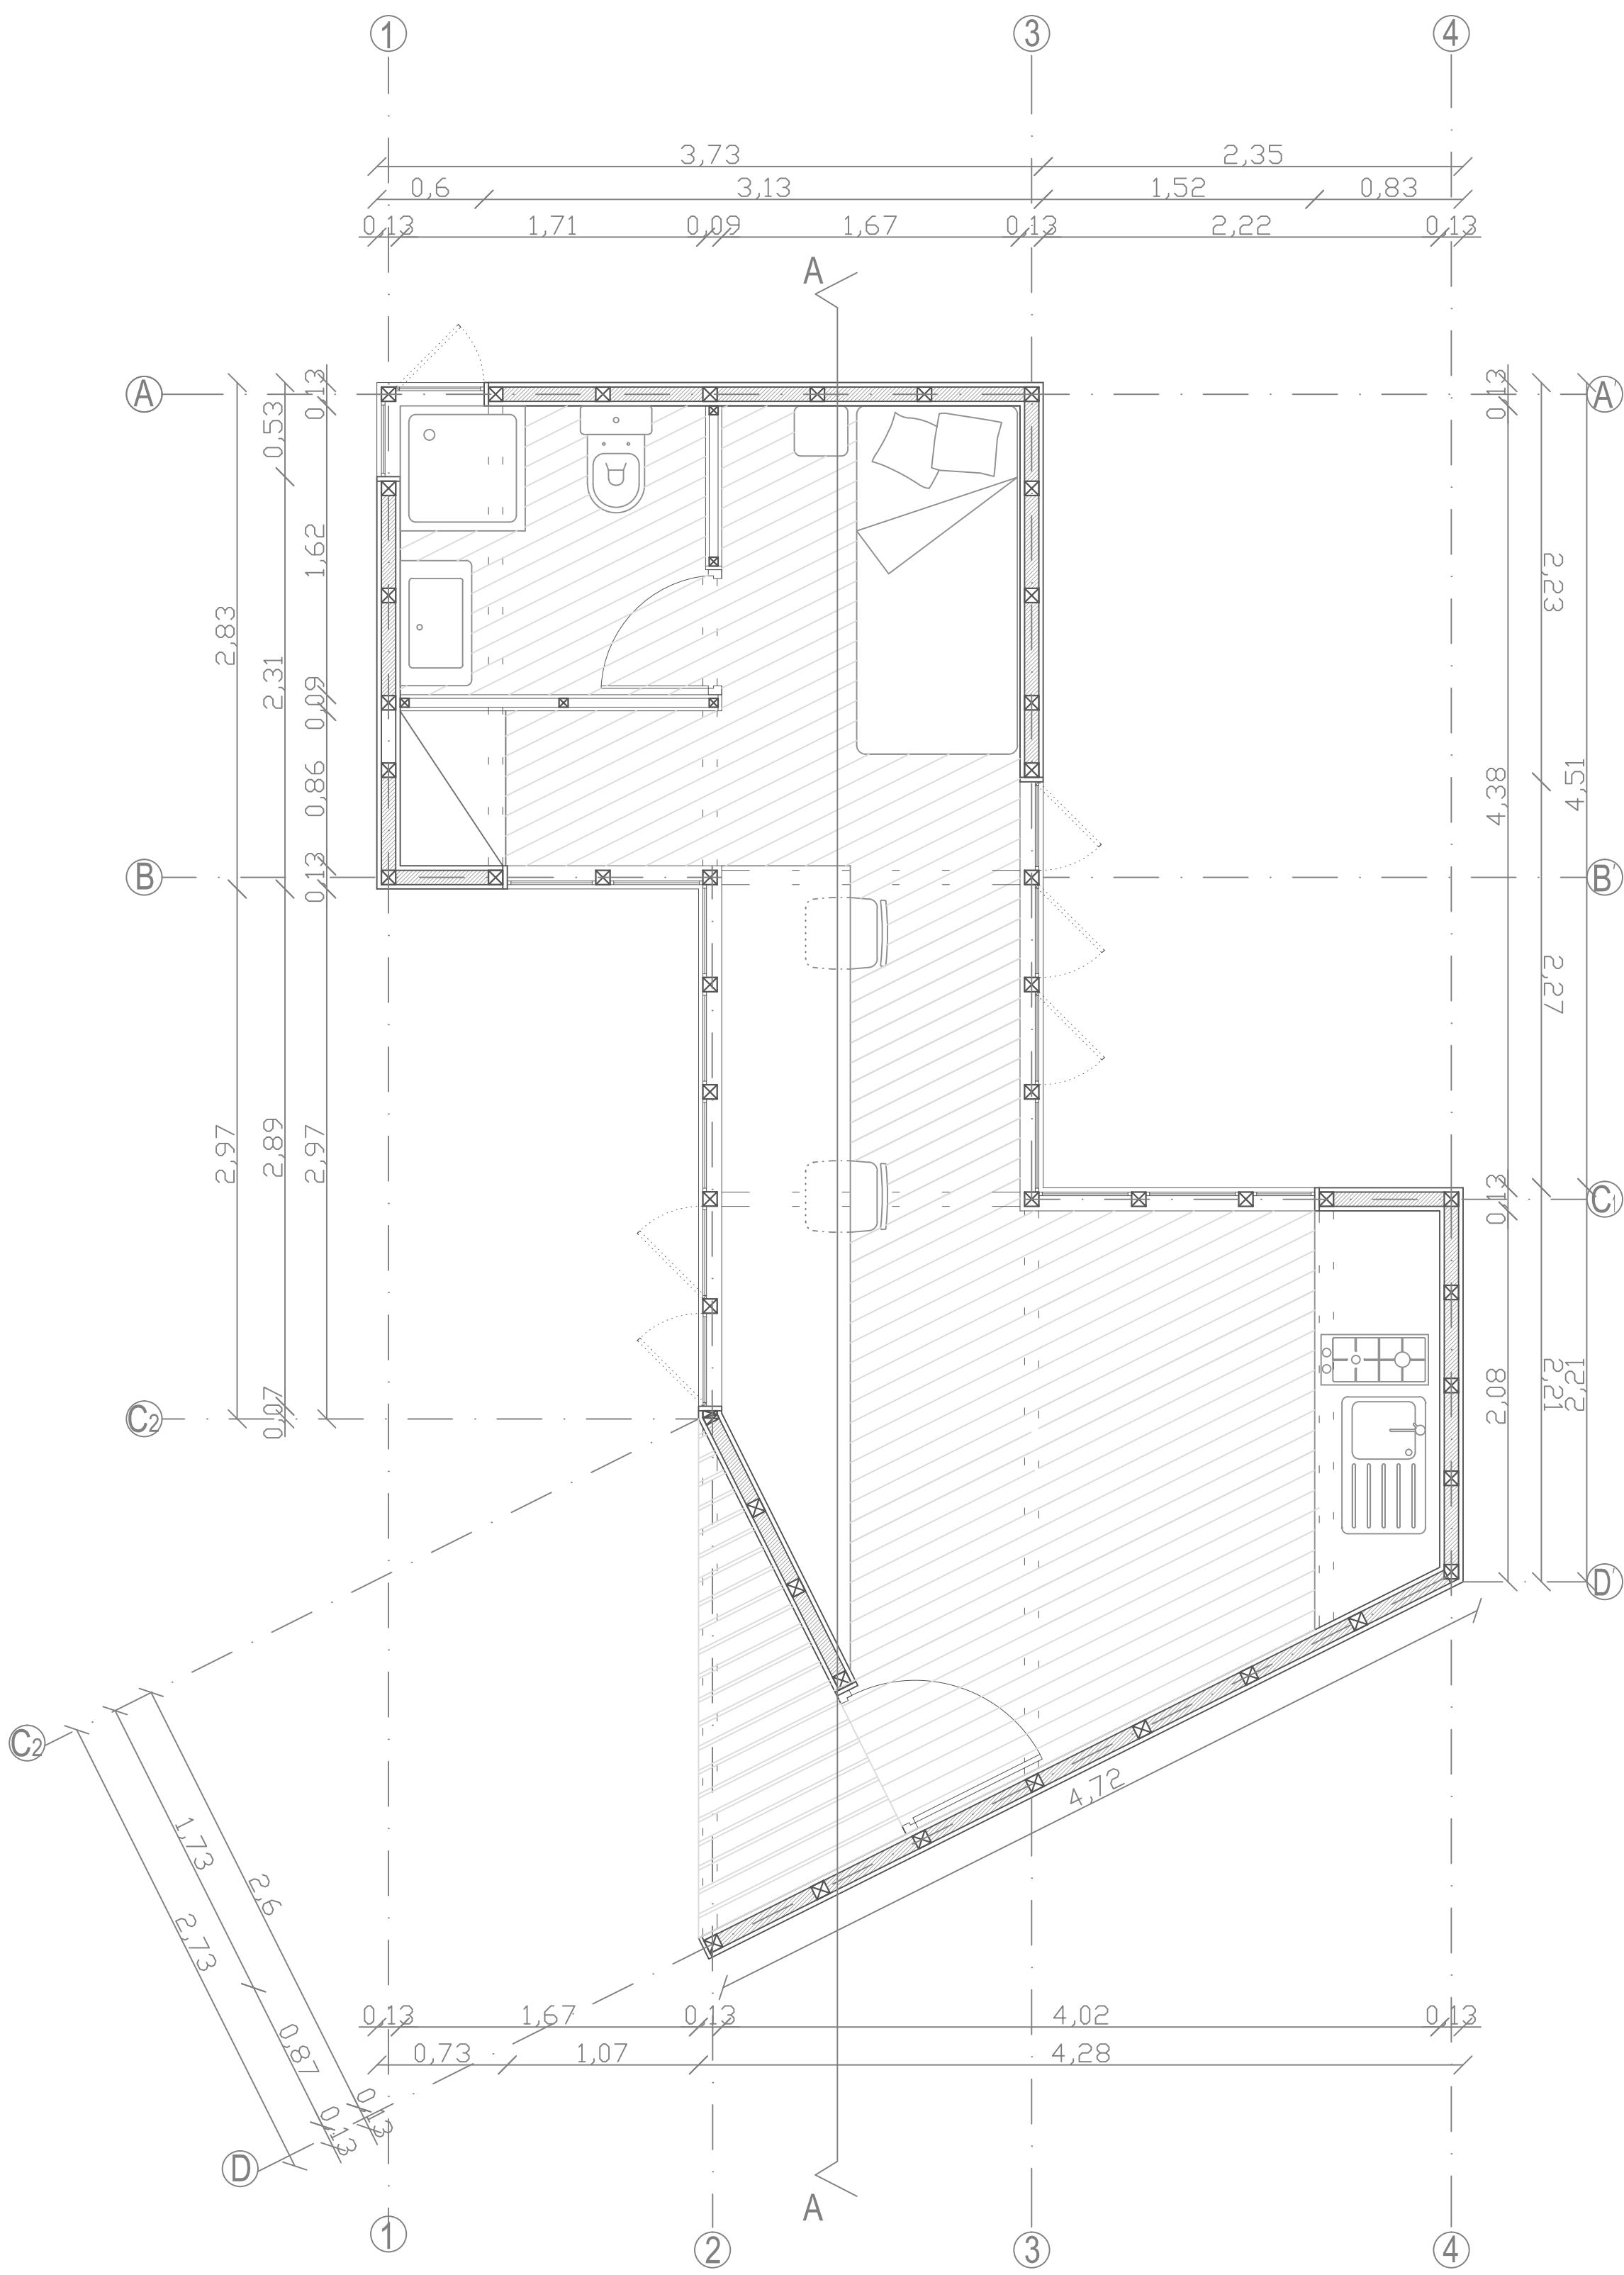 1 3 4
3,73 2,35
0,6 3,13 1,52 0,83
0,13 1,71 0,09 1,67 0,13 2,22 0,13
A
A A'
0,13 0,13
0,53
1,62
2,23
2,83
2,31
0,09
0,86
4,38
4,51
0,13
B B'
2,27
2,97
2,89
2,97
0,13
C1
0,07
C2
2,08
2,21
2,21
D'
C2
4,72
1,73
2,6
2,73
0,87
0,13
0,13
D
0,13 1,67 0,13 4,02 0,13
0,73 1,07 4,28
A
1 2 3 4